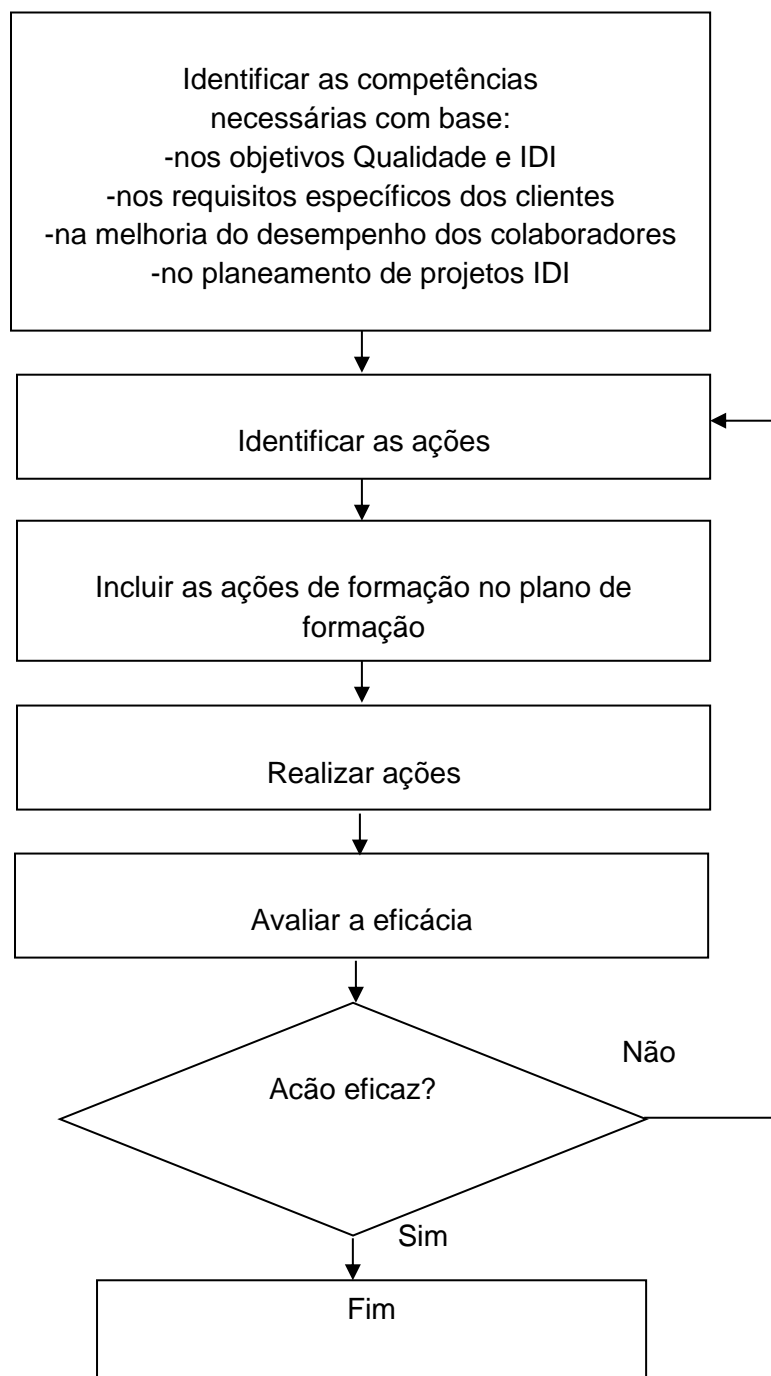 Identificar as competências
necessárias com base:
-nos objetivos Qualidade e IDI
-nos requisitos específicos dos clientes
-na melhoria do desempenho dos colaboradores
-no planeamento de projetos IDI
Identificar as ações
Incluir as ações de formação no plano de
formação
Realizar ações
Avaliar a eficácia
Não
Acão eficaz?
Sim
Fim